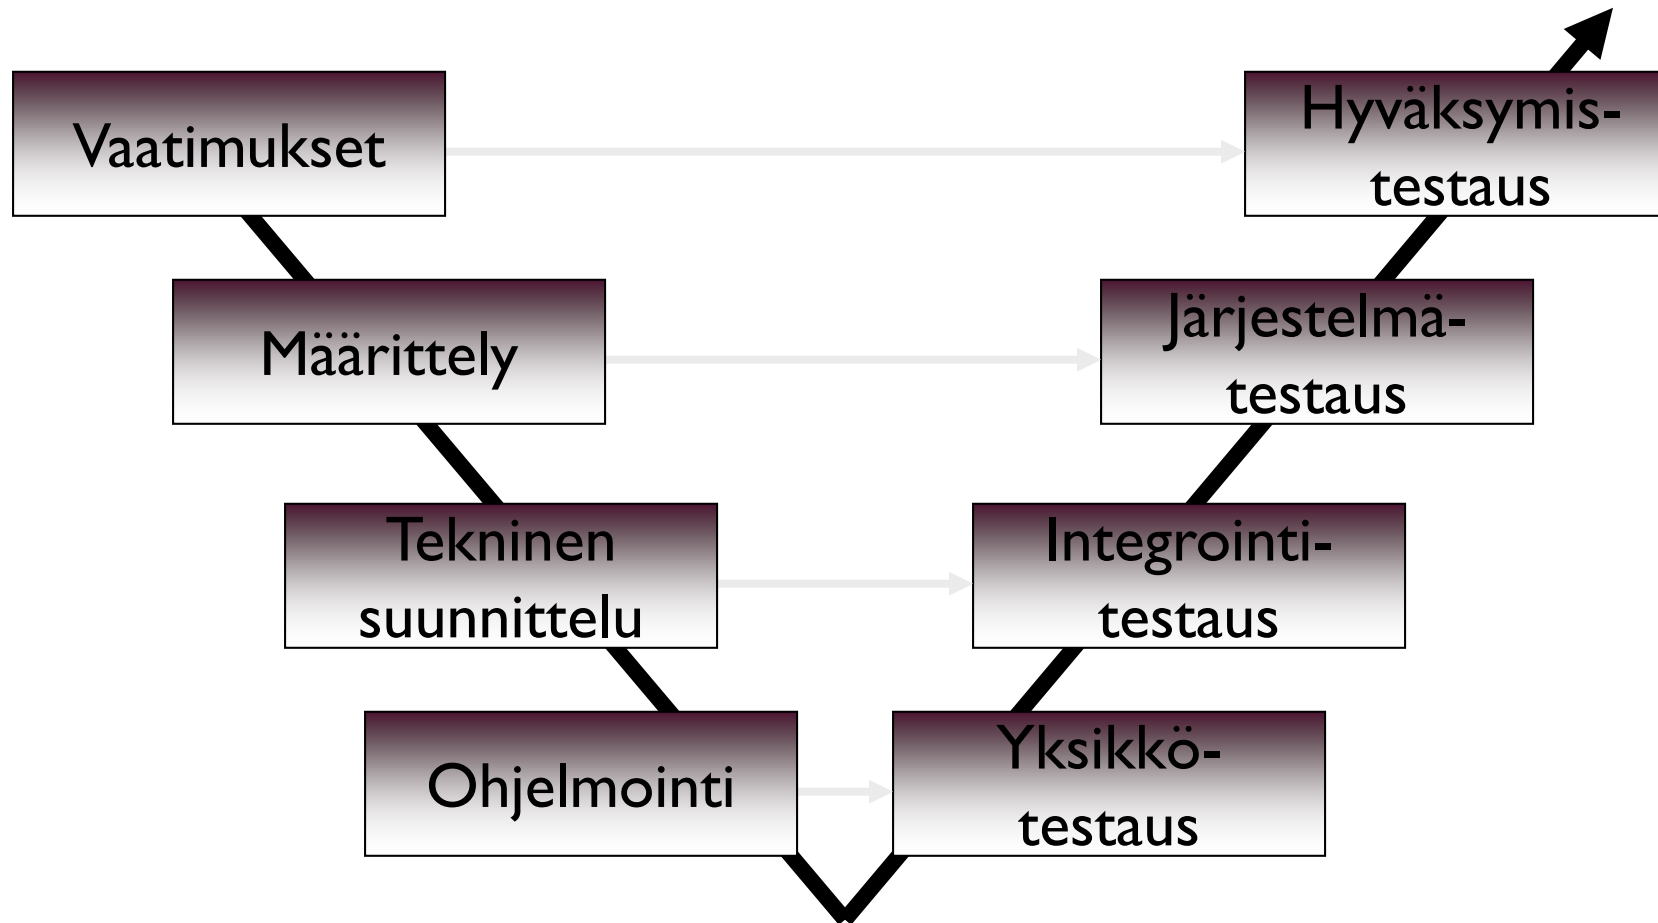 Vaatimukset
Hyväksymis-
testaus
Määrittely
Järjestelmä-
testaus
Tekninen
suunnittelu
Integrointi-
testaus
Ohjelmointi
Yksikkö-
testaus